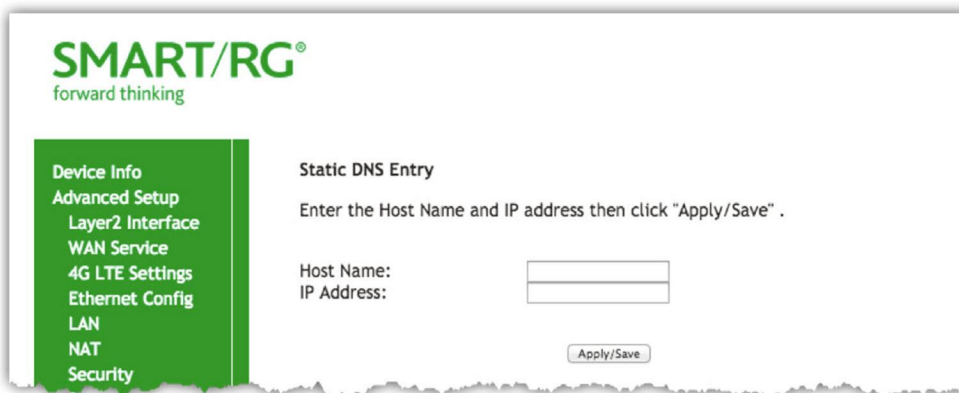 SMART/RG®
forward thinking
Device Info
Advanced Setup
Layer2 Interface
WAN Service
4G LTE Settings
Ethernet Config
LAN
NAT
Security
Static DNS Entry
Enter the Host Name and IP address then click "Apply/Save" .
Host Name:
IP Address:
Apply/Save